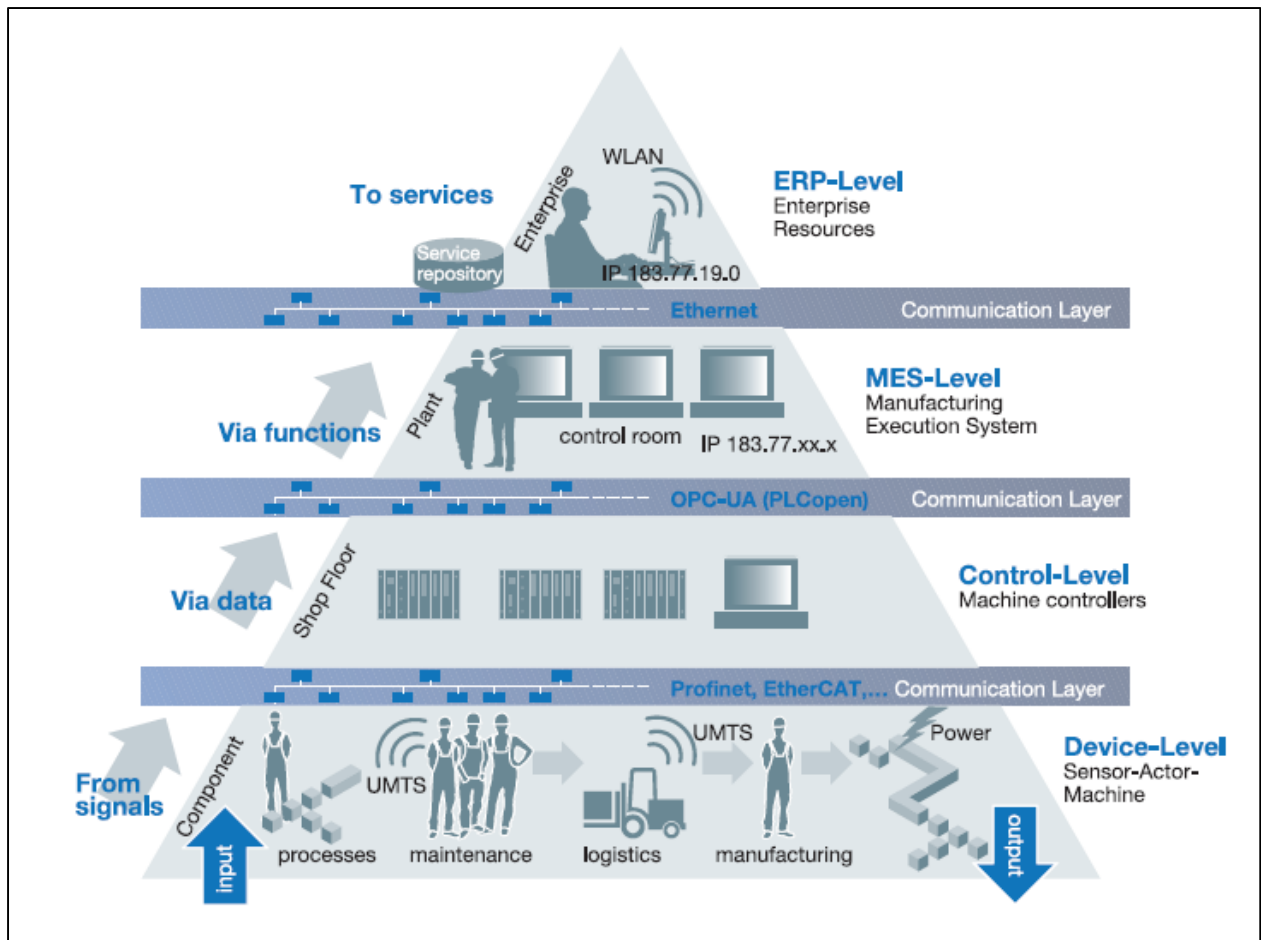 WLAN
To services
Enterprise
ERP-Level
Enterprise
Resources
Service
repository
IP 183.77.19.0
Ethernet
Communication Layer
Via functions
Plant
control room
IP 183.77.xx.x
MES-Level
Manufacturing
Execution System
OPC-UA (PLCopen)
Communication Layer
Via data
Shop Floor
Control-Level
Machine controllers
Profinet, EtherCAT,...
Communication Layer
From
signals
Component
UMTS
UMTS
Power
Device-Level
Sensor-Actor-
Machine
input
processes
maintenance
logistics
manufacturing
output